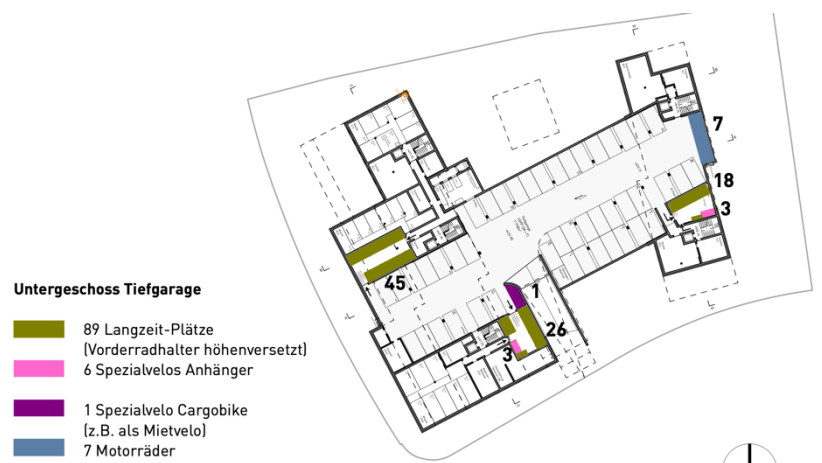 7
18
3
45
1
26
3
Untergeschoss Tiefgarage
89 Langzeit-Plätze
(Vorderradhalter höhenversetzt)
6 Spezialvelos Anhänger
1 Spezialvelo Cargobike
(z.B. als Mietvelo)
7 Motorräder